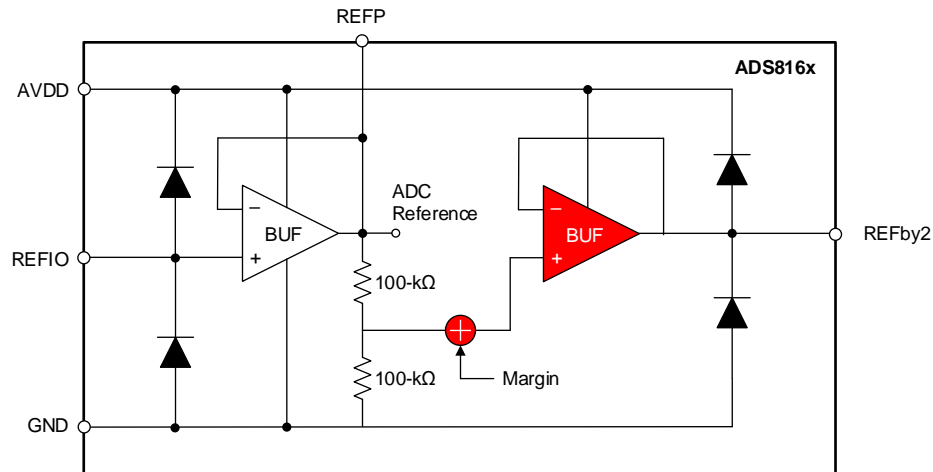 REFP
ADS816x
AVDD
ADC
Reference
−
BUF
+
−
BUF
+
REFIO
REFby2
100-kΩ
+
100-kΩ
Margin
GND